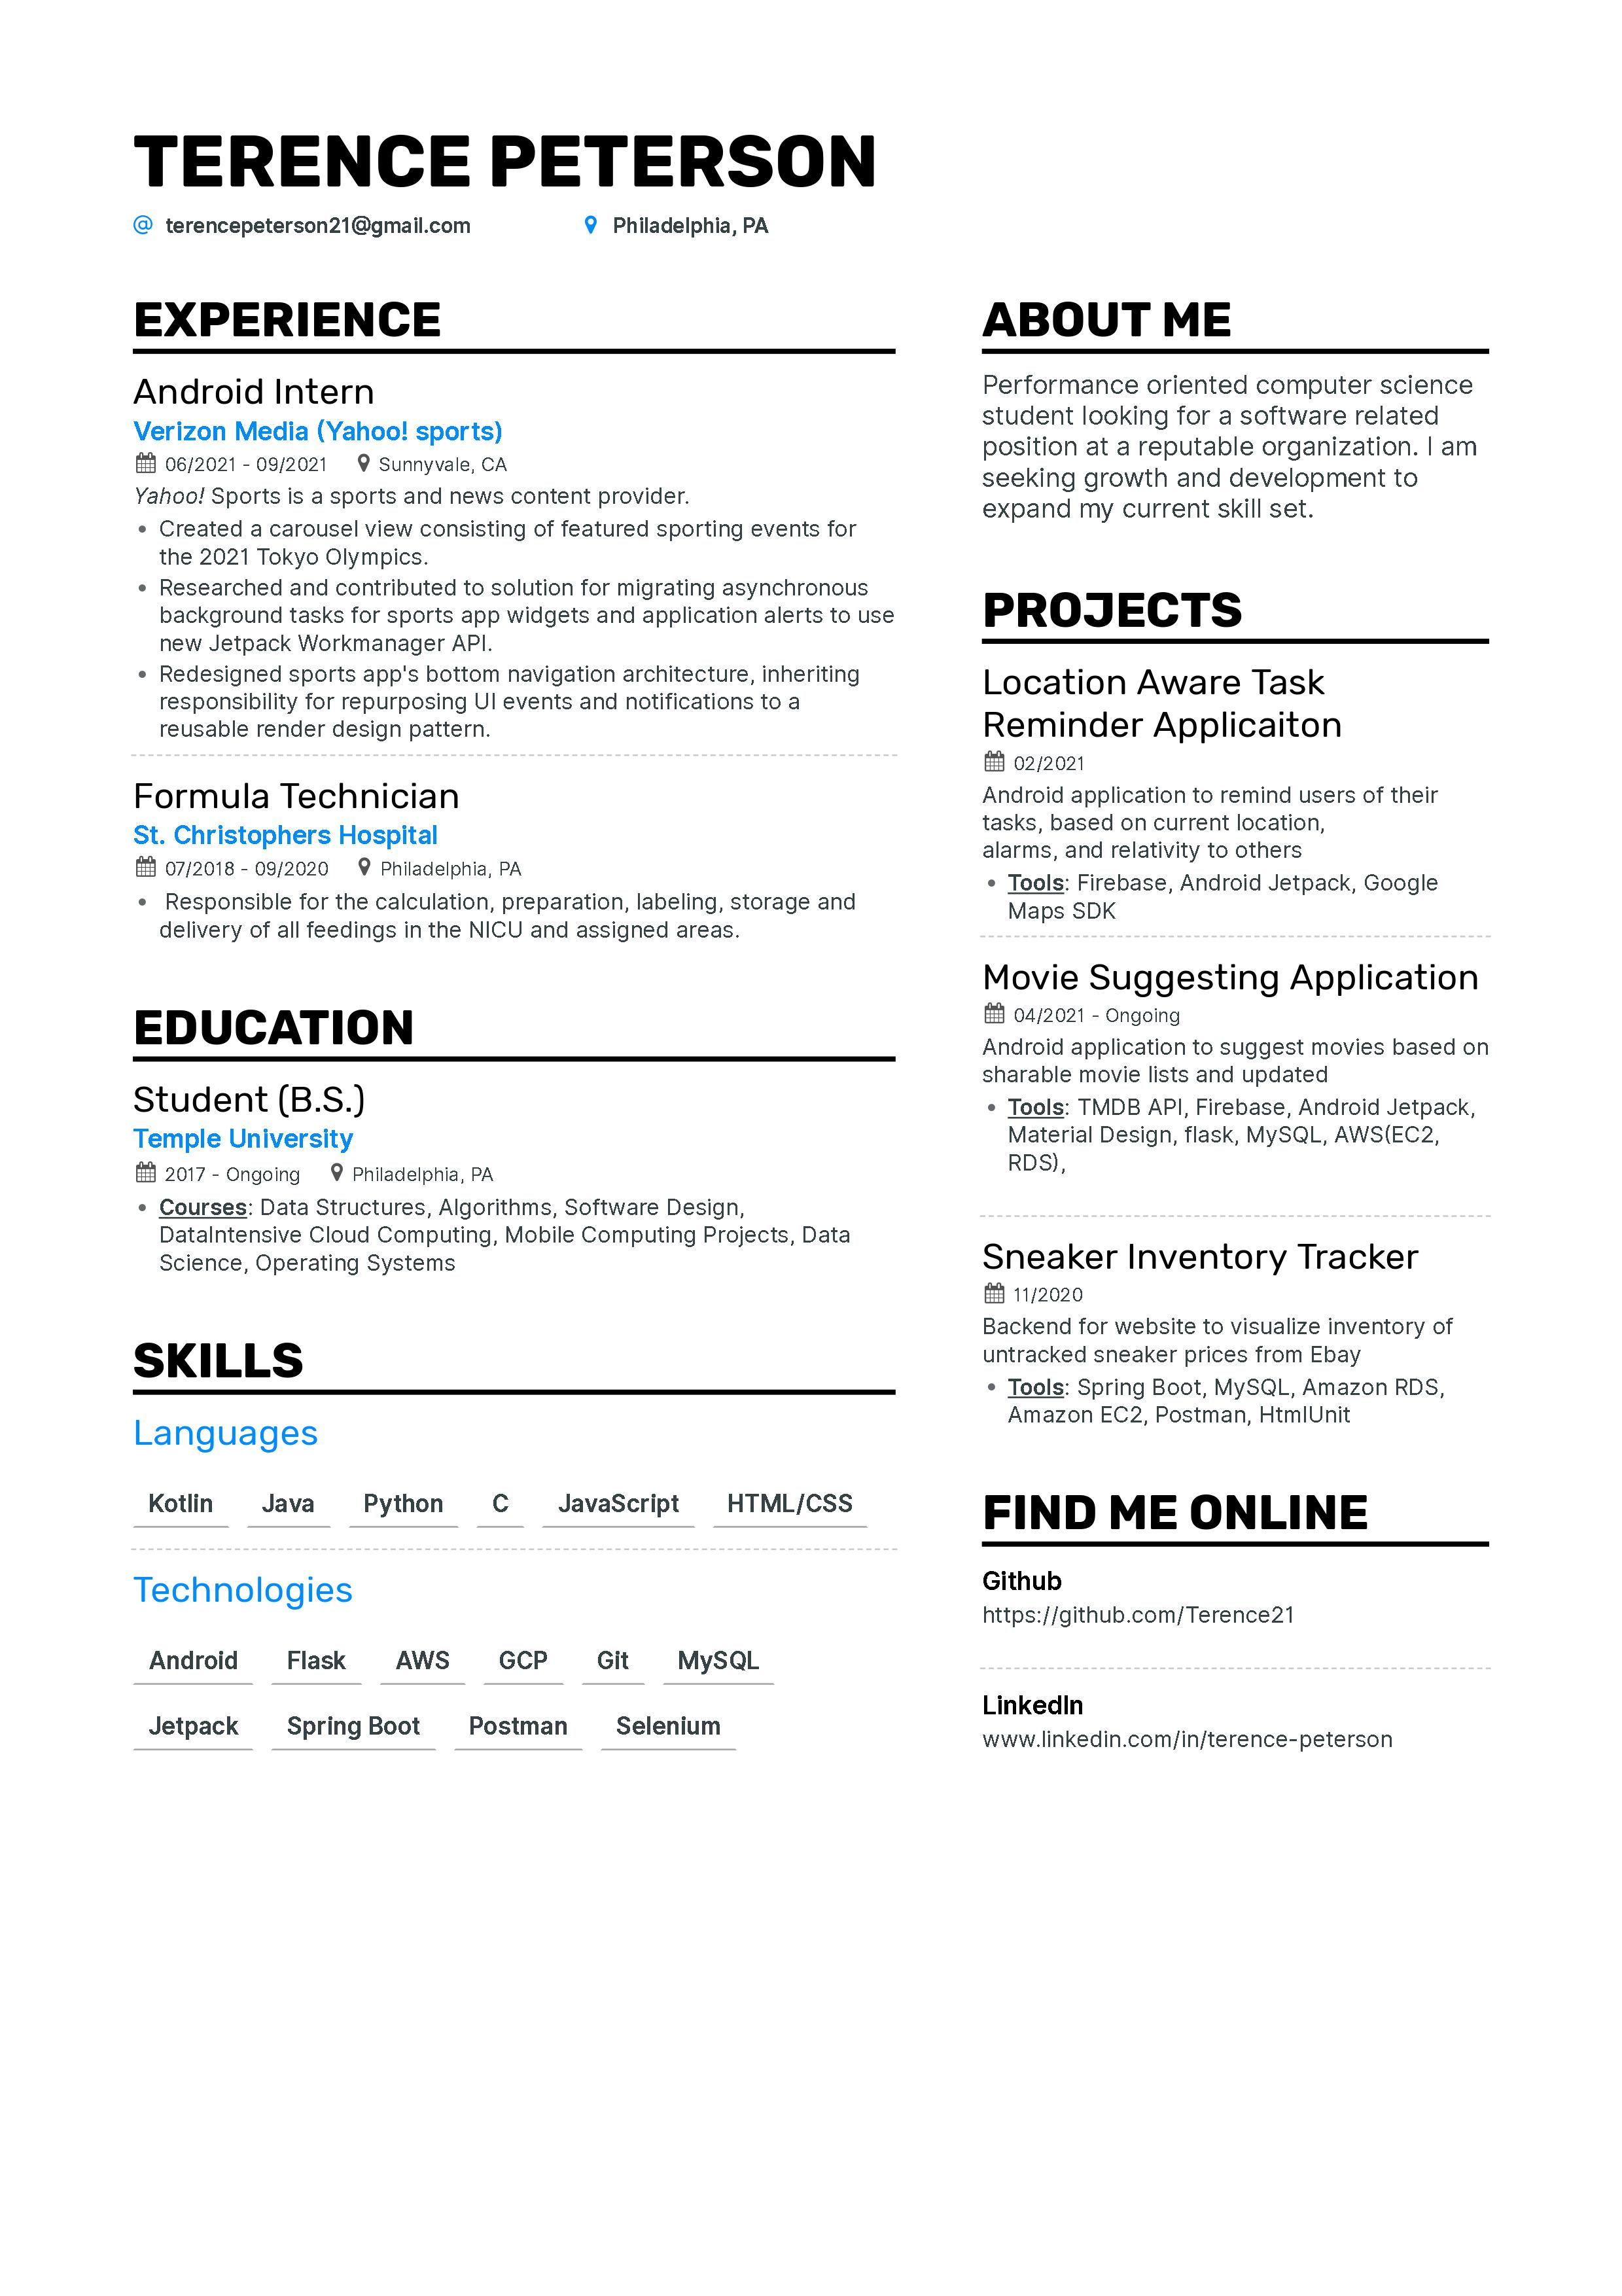 TERENCE PETERSON
@ terencepeterson21@gmail.com Philadelphia, PA
EXPERIENCE
Android Intern
Verizon Media (Yahoo! sports)
06/2021 - 09/2021 Sunnyvale, CA
Yahoo! Sports is a sports and news content provider.
• Created a carousel view consisting of featured sporting events for
the 2021 Tokyo Olympics.
• Researched and contributed to solution for migrating asynchronous
background tasks for sports app widgets and application alerts to use
new Jetpack Workmanager API.
• Redesigned sports app's bottom navigation architecture, inheriting
responsibility for repurposing UI events and notifications to a
reusable render design pattern.
Formula Technician
St. Christophers Hospital
07/2018 - 09/2020 Philadelphia, PA
• Responsible for the calculation, preparation, labeling, storage and
delivery of all feedings in the NICU and assigned areas.
EDUCATION
Student (B.S.)
Temple University
2017 - Ongoing Philadelphia, PA
• Courses: Data Structures, Algorithms, Software Design,
DataIntensive Cloud Computing, Mobile Computing Projects, Data
Science, Operating Systems
SKILLS
Languages
Kotlin Java Python C JavaScript HTML/CSS
Technologies
Android Flask AWS GCP Git MySQL
Jetpack Spring Boot Postman Selenium
ABOUT ME
Performance oriented computer science
student looking for a software related
position at a reputable organization. I am
seeking growth and development to
expand my current skill set.
PROJECTS
Location Aware Task
Reminder Applicaiton
02/2021
Android application to remind users of their
tasks, based on current location,
alarms, and relativity to others
• Tools: Firebase, Android Jetpack, Google
Maps SDK
Movie Suggesting Application
04/2021 - Ongoing
Android application to suggest movies based on
sharable movie lists and updated
• Tools: TMDB API, Firebase, Android Jetpack,
Material Design, flask, MySQL, AWS(EC2,
RDS),
Sneaker Inventory Tracker
11/2020
Backend for website to visualize inventory of
untracked sneaker prices from Ebay
• Tools: Spring Boot, MySQL, Amazon RDS,
Amazon EC2, Postman, HtmlUnit
FIND ME ONLINE
Github
https://github.com/Terence21
LinkedIn
www.linkedin.com/in/terence-peterson